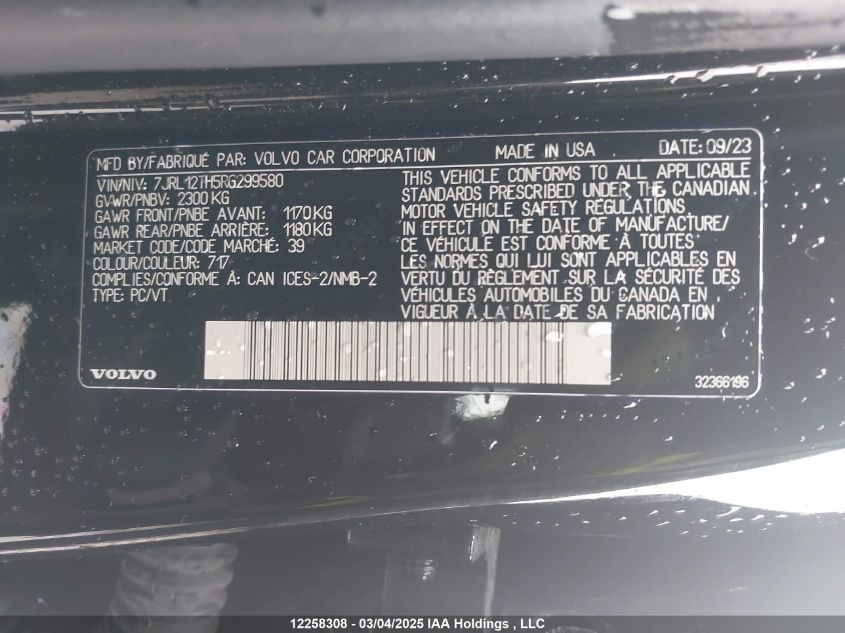 MFD BY/FABRIQUÉ PAR: VOLVO CAR CORPORATION MADE IN USA DATE: 09/23
VIN/NIV: 7JRL12TH5RG299580
GVWR/PNBV: 2300 KG
GAWR FRONT/PNBE AVANT: 1170 KG
GAWR REAR/PNBE ARRIÈRE: 1180 KG
MARKET CODE/CODE MARCHÉ: 39
COLOUR/COULEUR: 717
COMPLIES/CONFORME À: CAN ICES-2/NMB-2
TYPE: PC/VT
THIS VEHICLE CONFORMS TO ALL APPLICABLE
STANDARDS PRESCRIBED UNDER THE CANADIAN
MOTOR VEHICLE SAFETY REGULATIONS
IN EFFECT ON THE DATE OF MANUFACTURE/
CE VÉHICULE EST CONFORME À TOUTES
LES NORMES QUI LUI SONT APPLICABLES EN
VERTU DU RÈGLEMENT SUR LA SÉCURITÉ DES
VÉHICULES AUTOMOBILES DU CANADA EN
VIGUEUR À LA DATE DE SA FABRICATION
VOLVO
32366196
12258308 - 03/04/2025 IAA Holdings , LLC